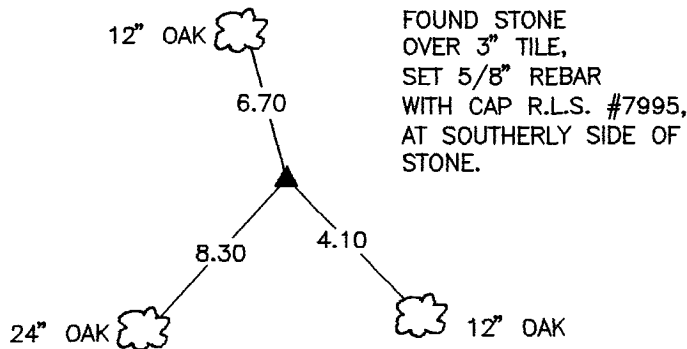 12" OAK
FOUND STONE
OVER 3" TILE,
SET 5/8" REBAR
WITH CAP R.L.S. #7995,
AT SOUTHERLY SIDE OF
STONE.
6.70
8.30
4.10
24" OAK
12" OAK